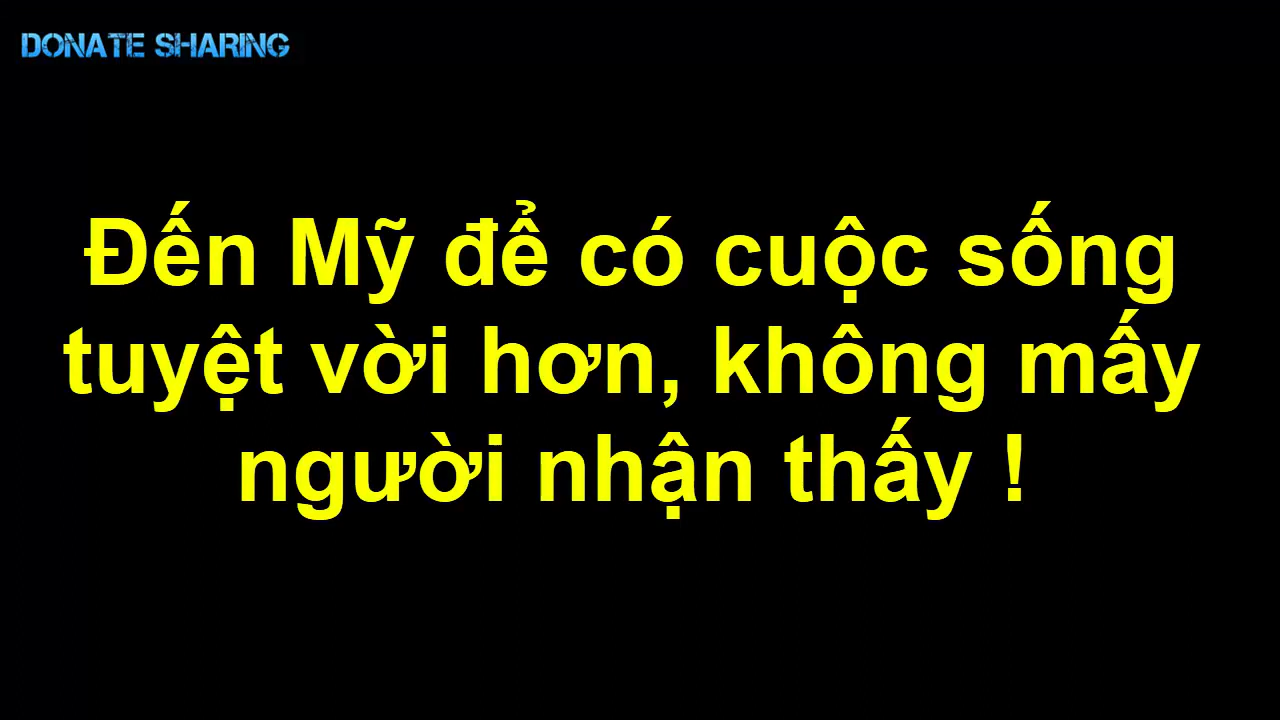 DONATE SHARING
Đến Mỹ để có cuộc sống
tuyệt vời hơn, không mấy
người nhận thấy !